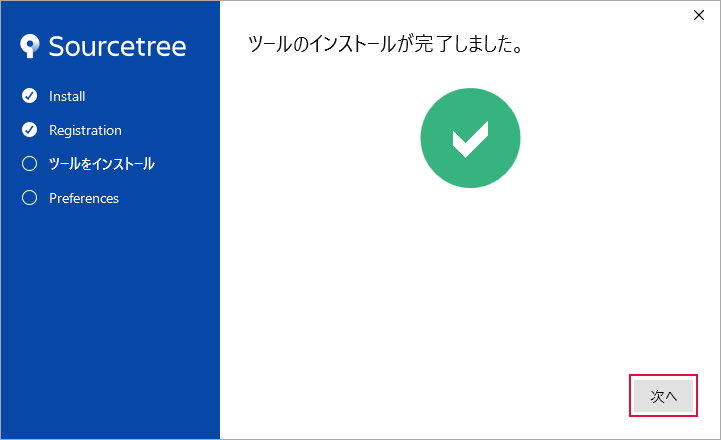 Sourcetree
Install
Registration
ツールをインストール
Preferences
ツールのインストールが完了しました。
次へ